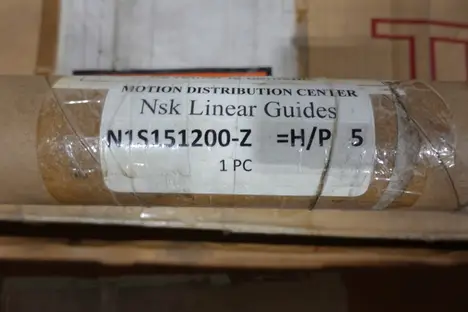 MOTION DISTRIBUTION CENTER
Nsk Linear Guides
N1S151200-Z =H/P 5
1 PC
T